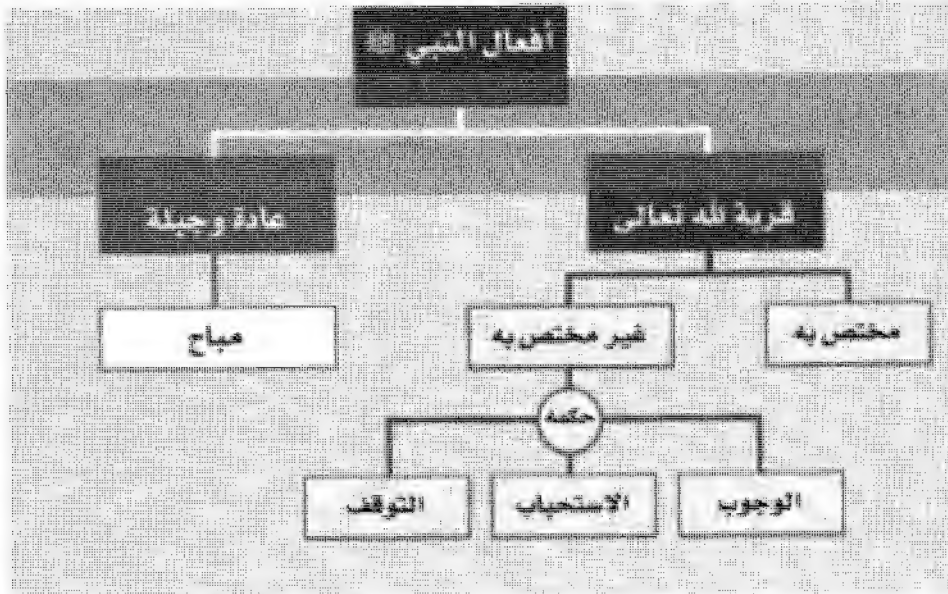 أفعال النبي ﷺ
قربة لله تعالى
عادة وجبلة
مختص به
غير مختص به
مباح
حكمه
الوجوب
الاستحباب
التوقف